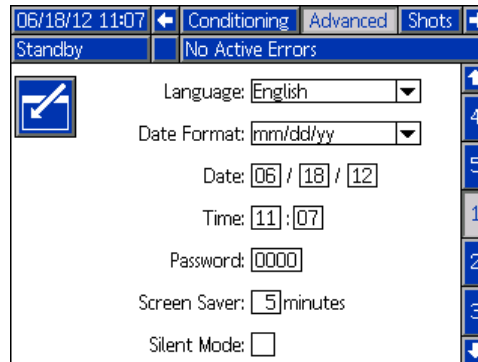 06/18/12 11:07 Conditioning Advanced Shots
Standby No Active Errors
Language: English
Date Format: mm/dd/yy
Date: 06 / 18 / 12
Time: 11 : 07
Password: 0000
Screen Saver: 5 minutes
Silent Mode:
4
5
1
2
3